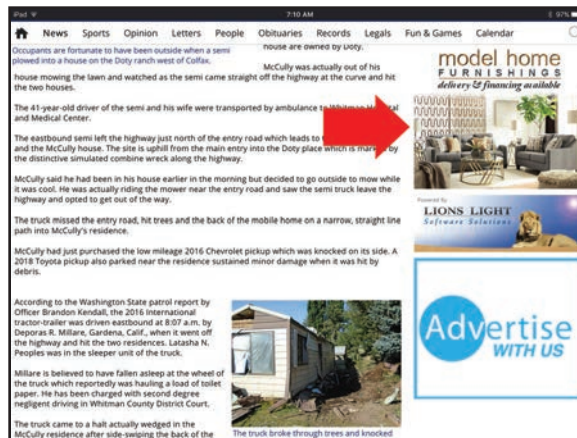 iPad
7:10 AM
97%
News Sports Opinion Letters People Obituaries Records Legals Fun & Games Calendar
Occupants are fortunate to have been outside when a semi
plowed into a house on the Doty ranch west of Colfax.
house are owned by Doty.
McCully was actually out of his
house mowing the lawn and watched as the semi came straight off the highway at the curve and hit
the two houses.
The 41-year-old driver of the semi and his wife were transported by ambulance to Whitman
and Medical Center.
The eastbound semi left the highway just north of the entry road which leads to
and the McCully house. The site is uphill from the main entry into the Doty place which is marked by
the distinctive simulated combine wreck along the highway.
McCully said he had been in his house earlier in the morning but decided to go outside to mow while
it was cool. He was actually riding the mower near the entry road and saw the semi truck leave the
highway and opted to get out of the way.
The truck missed the entry road, hit trees and the back of the mobile home on a narrow, straight line
path into McCully's residence.
McCully had just purchased the low mileage 2016 Chevrolet pickup which was knocked on its side. A
2018 Toyota pickup also parked near the residence sustained minor damage when it was hit by
debris.
According to the Washington State patrol report by
Officer Brandon Kendall, the 2016 International
tractor-trailer was driven eastbound at 8:07 a.m. by
Deporas R. Millare, Gardena, Calif., when it went off
the highway and hit the two residences. Latasha N.
Peoples was in the sleeper unit of the truck.
Millare is believed to have fallen asleep at the wheel of
the truck which reportedly was hauling a load of toilet
paper. He has been charged with second degree
negligent driving in Whitman County District Court.
The truck came to a halt actually wedged in the
McCully residence after side-swiping the back of the
The truck broke through trees and knocked
model home
FURNISHINGS
delivery & financing available
Powered By
LIONS LIGHT
Software Solutions
Advertise
WITH US